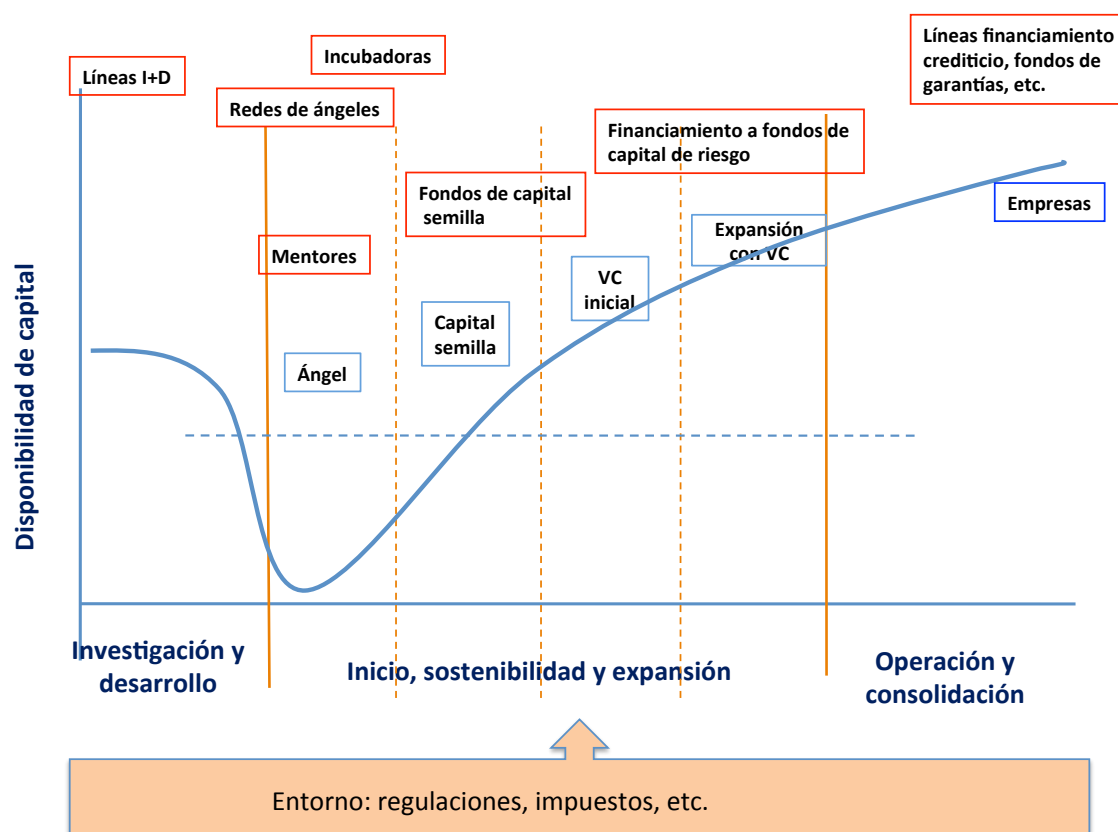 Líneas financiamiento
crediticio, fondos de
garantías, etc.
Incubadoras
Líneas I+D
Redes de ángeles
Financiamiento a fondos de
capital de riesgo
Fondos de capital
semilla
Empresas
Expansión
con VC
Mentores
VC
inicial
Capital
semilla
Ángel
Disponibilidad de capital
Investigación y
desarrollo
Inicio, sostenibilidad y expansión
Operación y
consolidación
Entorno: regulaciones, impuestos, etc.